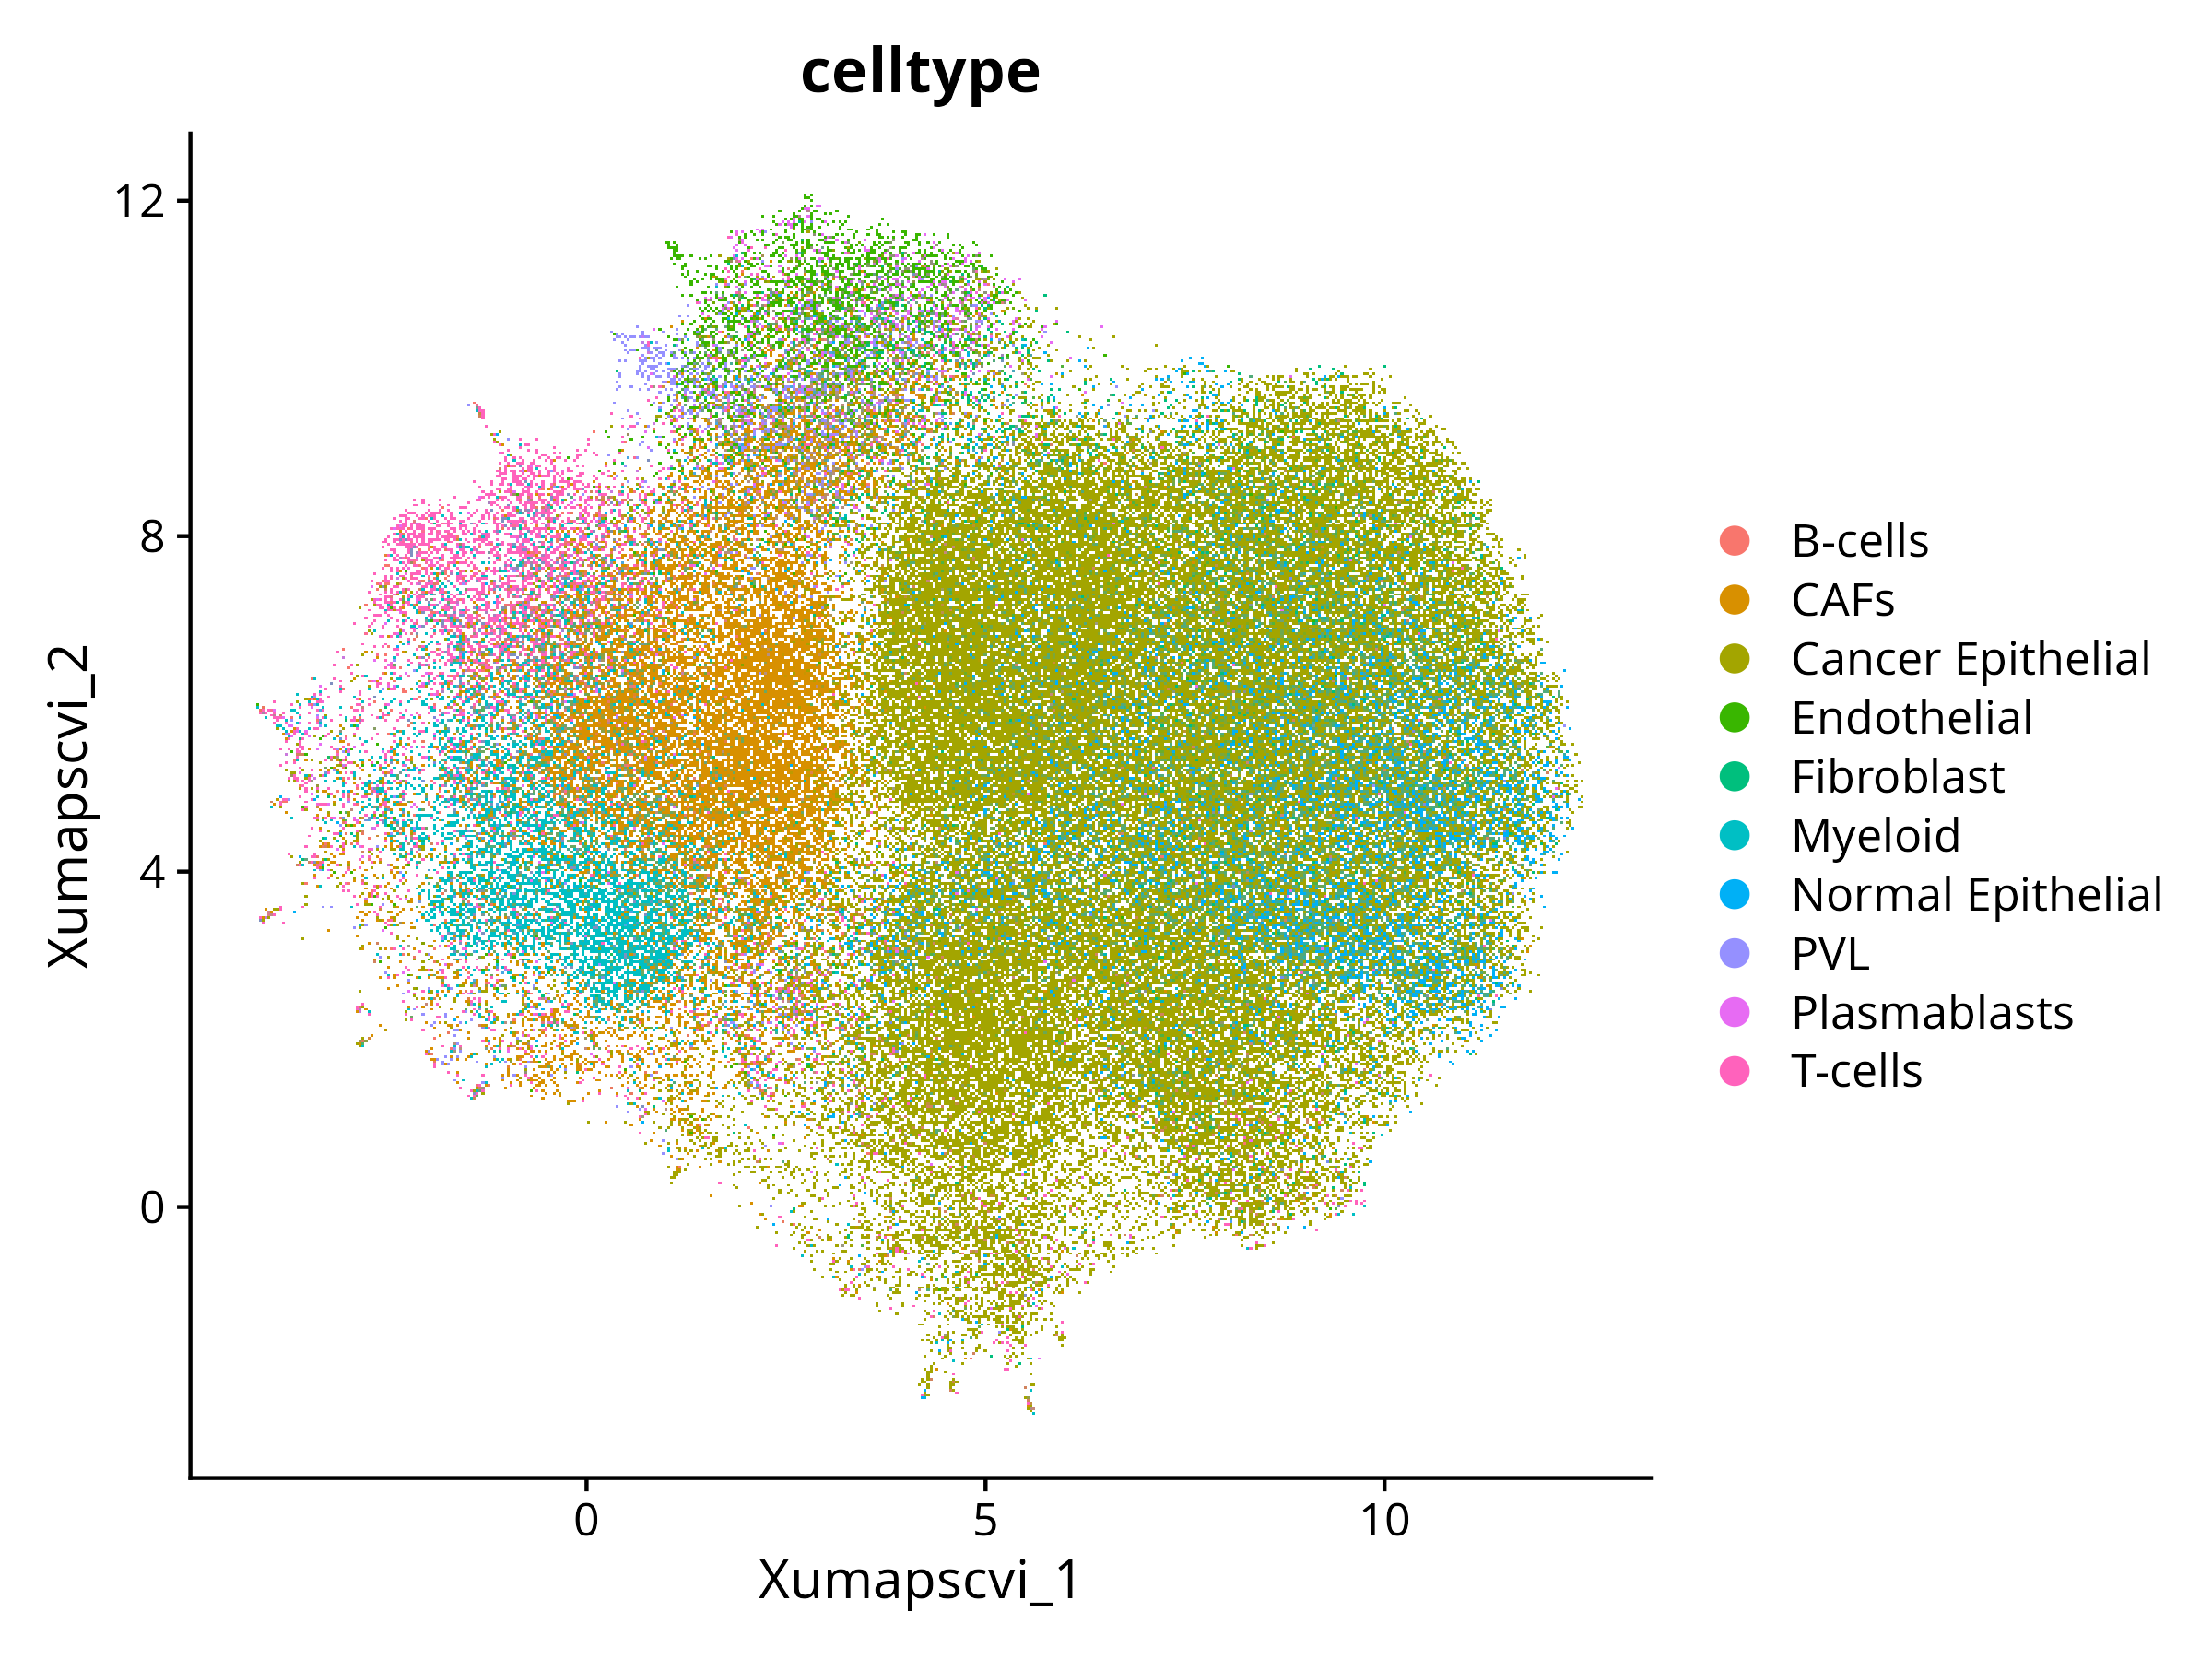 celltype
12
8
4
0
Xumapscvi_2
0
5
10
Xumapscvi_1
B-cells
CAFs
Cancer Epithelial
Endothelial
Fibroblast
Myeloid
Normal Epithelial
PVL
Plasmablasts
T-cells